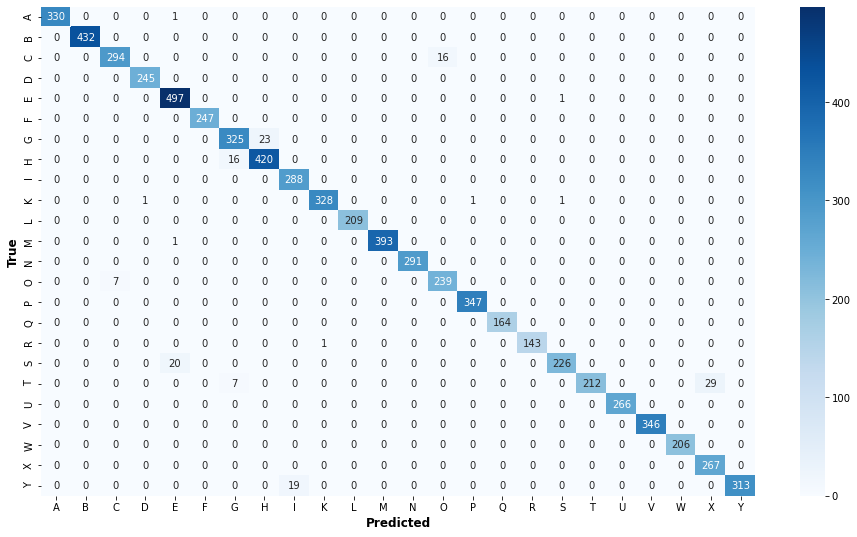 A 330 0 0 0 1 0 0 0 0 0 0 0 0 0 0 0 0 0 0 0 0 0 0 0
B 0 432 0 0 0 0 0 0 0 0 0 0 0 0 0 0 0 0 0 0 0 0 0 0
C 0 0 294 0 0 0 0 0 0 0 0 0 0 16 0 0 0 0 0 0 0 0 0 0
D 0 0 0 245 0 0 0 0 0 0 0 0 0 0 0 0 0 0 0 0 0 0 0 0
E 0 0 0 0 497 0 0 0 0 0 0 0 0 0 0 0 0 1 0 0 0 0 0 0
F 0 0 0 0 0 247 0 0 0 0 0 0 0 0 0 0 0 0 0 0 0 0 0 0
G 0 0 0 0 0 0 325 23 0 0 0 0 0 0 0 0 0 0 0 0 0 0 0 0
H 0 0 0 0 0 0 16 420 0 0 0 0 0 0 0 0 0 0 0 0 0 0 0 0
I 0 0 0 0 0 0 0 0 288 0 0 0 0 0 0 0 0 0 0 0 0 0 0 0
K 0 0 0 1 0 0 0 0 0 328 0 0 0 0 1 0 0 1 0 0 0 0 0 0
L 0 0 0 0 0 0 0 0 0 0 209 0 0 0 0 0 0 0 0 0 0 0 0 0
M 0 0 0 0 1 0 0 0 0 0 0 393 0 0 0 0 0 0 0 0 0 0 0 0
N 0 0 0 0 0 0 0 0 0 0 0 0 291 0 0 0 0 0 0 0 0 0 0 0
O 0 0 7 0 0 0 0 0 0 0 0 0 0 239 0 0 0 0 0 0 0 0 0 0
P 0 0 0 0 0 0 0 0 0 0 0 0 0 0 347 0 0 0 0 0 0 0 0 0
Q 0 0 0 0 0 0 0 0 0 0 0 0 0 0 0 164 0 0 0 0 0 0 0 0
R 0 0 0 0 0 0 0 0 0 1 0 0 0 0 0 0 143 0 0 0 0 0 0 0
S 0 0 0 0 20 0 0 0 0 0 0 0 0 0 0 0 0 226 0 0 0 0 0 0
T 0 0 0 0 0 0 7 0 0 0 0 0 0 0 0 0 0 0 212 0 0 0 29 0
U 0 0 0 0 0 0 0 0 0 0 0 0 0 0 0 0 0 0 0 266 0 0 0 0
V 0 0 0 0 0 0 0 0 0 0 0 0 0 0 0 0 0 0 0 0 346 0 0 0
W 0 0 0 0 0 0 0 0 0 0 0 0 0 0 0 0 0 0 0 0 0 206 0 0
X 0 0 0 0 0 0 0 0 0 0 0 0 0 0 0 0 0 0 0 0 0 0 267 0
Y 0 0 0 0 0 0 0 0 19 0 0 0 0 0 0 0 0 0 0 0 0 0 0 313
A B C D E F G H I K L M N O P Q R S T U V W X Y
True
Predicted
400
300
200
100
0